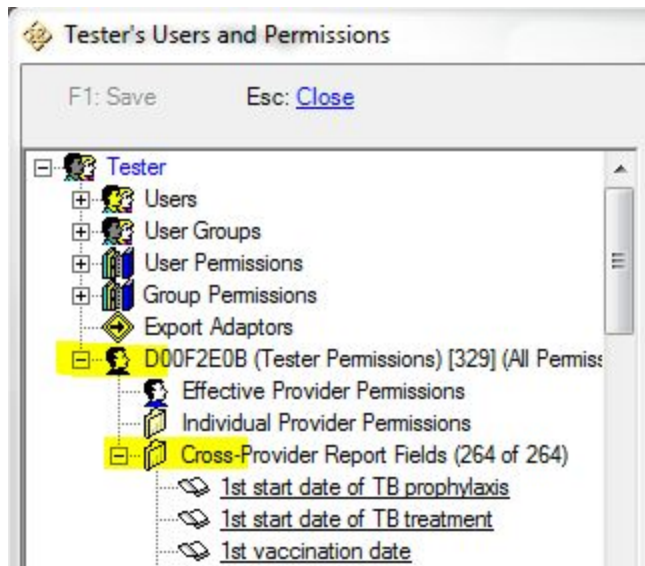 Tester's Users and Permissions
F1: Save Esc: Close
Tester
Users
User Groups
User Permissions
Group Permissions
Export Adaptors
D00F2E0B (Tester Permissions) [329] (All Permiss
Effective Provider Permissions
Individual Provider Permissions
Cross-Provider Report Fields (264 of 264)
1st start date of TB prophylaxis
1st start date of TB treatment
1st vaccination date